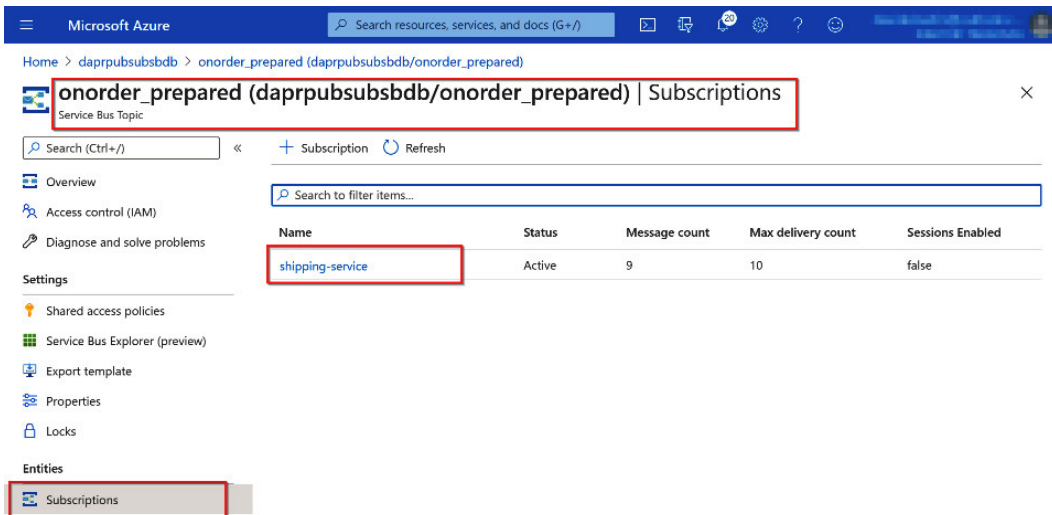 Microsoft Azure
Search resources, services, and docs (G+/)
20
Home > daprpubsubsbdb > onorder_prepared (daprpubsubsbdb/onorder_prepared)
onorder_prepared (daprpubsubsbdb/onorder_prepared) | Subscriptions
Service Bus Topic
Search (Ctrl+/)
«
+ Subscription Refresh
Overview
Access control (IAM)
Diagnose and solve problems
Settings
Shared access policies
Service Bus Explorer (preview)
Export template
Properties
Locks
Entities
Subscriptions
Search to filter items...
Name Status Message count Max delivery count Sessions Enabled
shipping-service Active 9 10 false